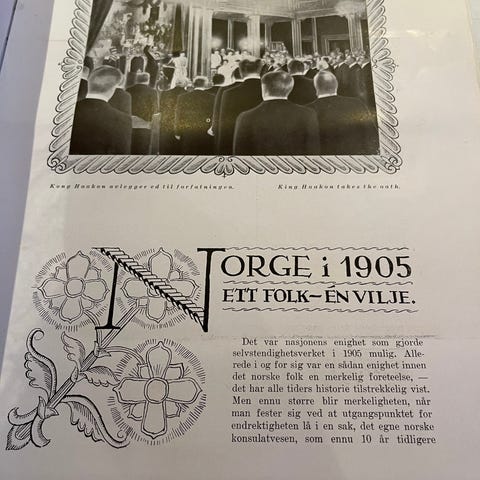 Kong Haakon avlegger ed til forfatningen.
King Haakon takes the oath.
NORGE i 1905
ETT FOLK—ÉN VILJE.
Det var nasjonens enighet som gjorde
selvstendighetsverket i 1905 mulig. Alle-
rede i og for sig var en sådan enighet innen
det norske folk en merkelig foreteelse, —
det har alle tiders historie tilstrekkelig vist.
Men ennu større blir merkeligheten, når
man fester sig ved at utgangspunktet for
endrektigheten lå i en sak, det egne norske
konsulatvesen, som ennu 10 år tidligere